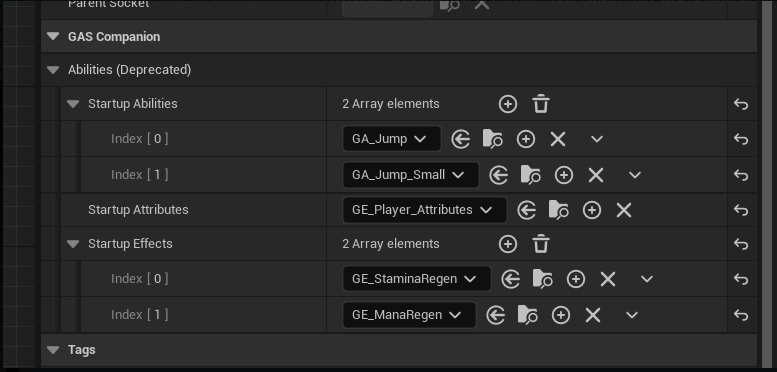 Parent Socket
GAS Companion
Abilities (Deprecated)
Startup Abilities 2 Array elements
Index [ 0 ] GA_Jump
Index [ 1 ] GA_Jump_Small
Startup Attributes GE_Player_Attributes
Startup Effects 2 Array elements
Index [ 0 ] GE_StaminaRegen
Index [ 1 ] GE_ManaRegen
Tags